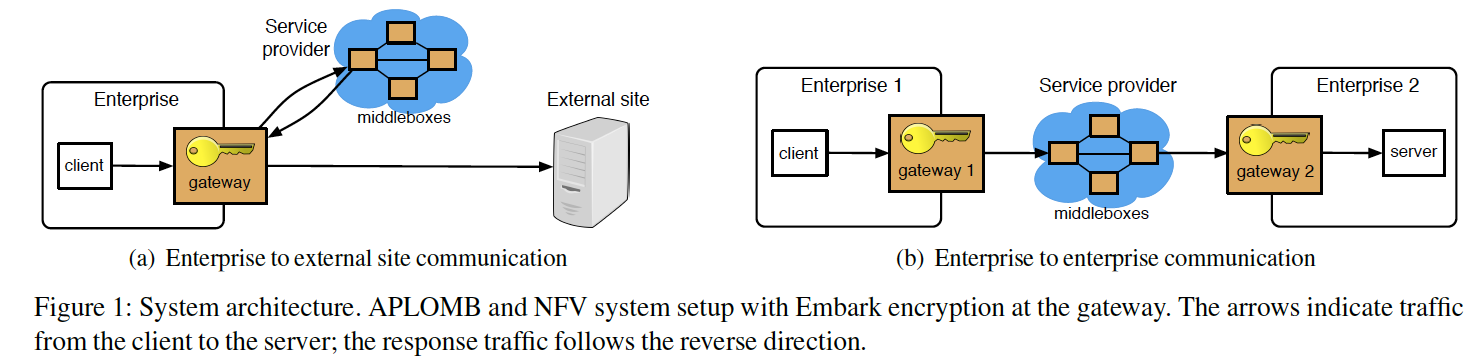 Service
provider
Enterprise
client
gateway
middleboxes
External site
(a) Enterprise to external site communication
Enterprise 1
client
gateway 1
Service provider
middleboxes
Enterprise 2
gateway 2
server
(b) Enterprise to enterprise communication
Figure 1: System architecture. APLOMB and NFV system setup with Embark encryption at the gateway. The arrows indicate traffic
from the client to the server; the response traffic follows the reverse direction.